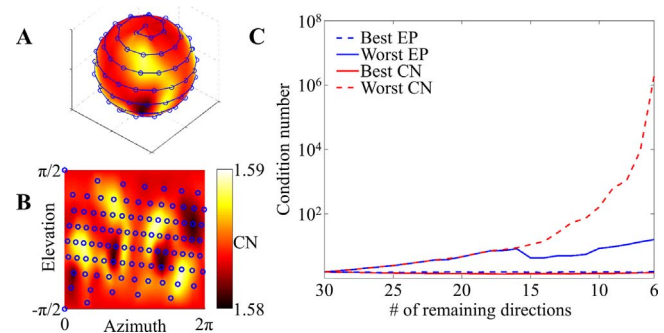 A
B
π/2
Elevation
-π/2
0
Azimuth
2π
1.59
CN
1.58
C
Best EP
Worst EP
Best CN
Worst CN
Condition number
10^8
10^6
10^4
10^2
30
25
20
15
10
6
# of remaining directions